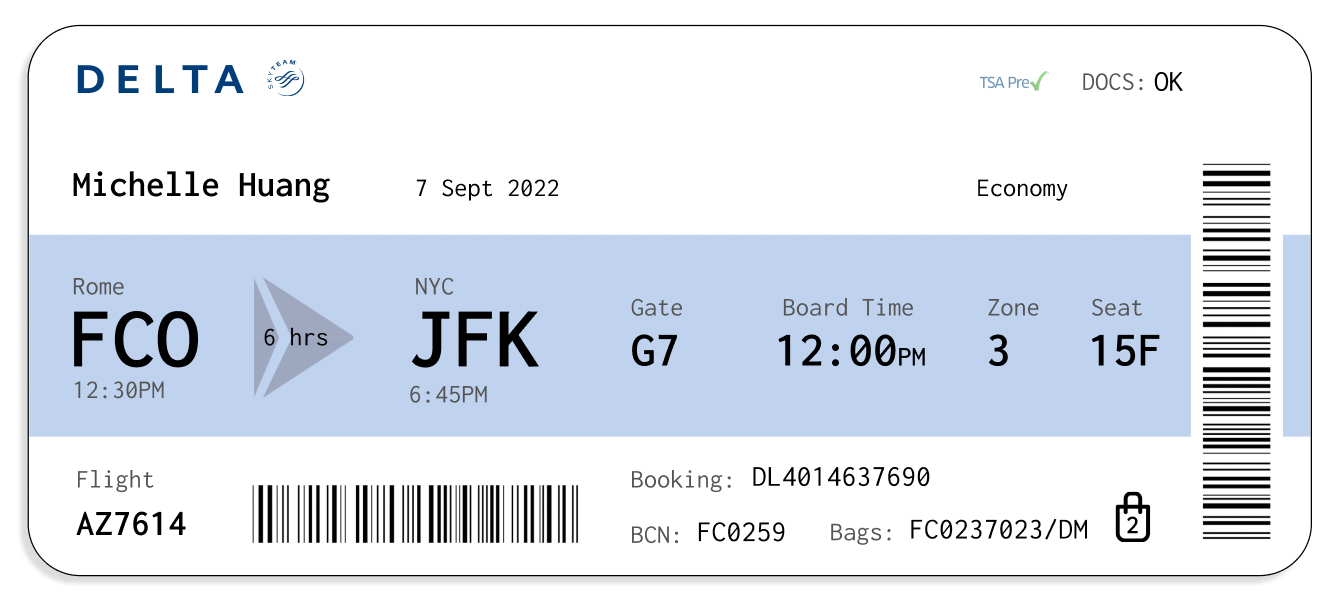 DELTA SKYTEAM
TSA Pre✓ DOCS: OK
Michelle Huang 7 Sept 2022 Economy
Rome NYC
Gate Board Time Zone Seat
FCO 6 hrs JFK
G7 12:00PM 3 15F
12:30PM 6:45PM
Flight Booking: DL4014637690
AZ7614 BCN: FC0259 Bags: FC0237023/DM 2